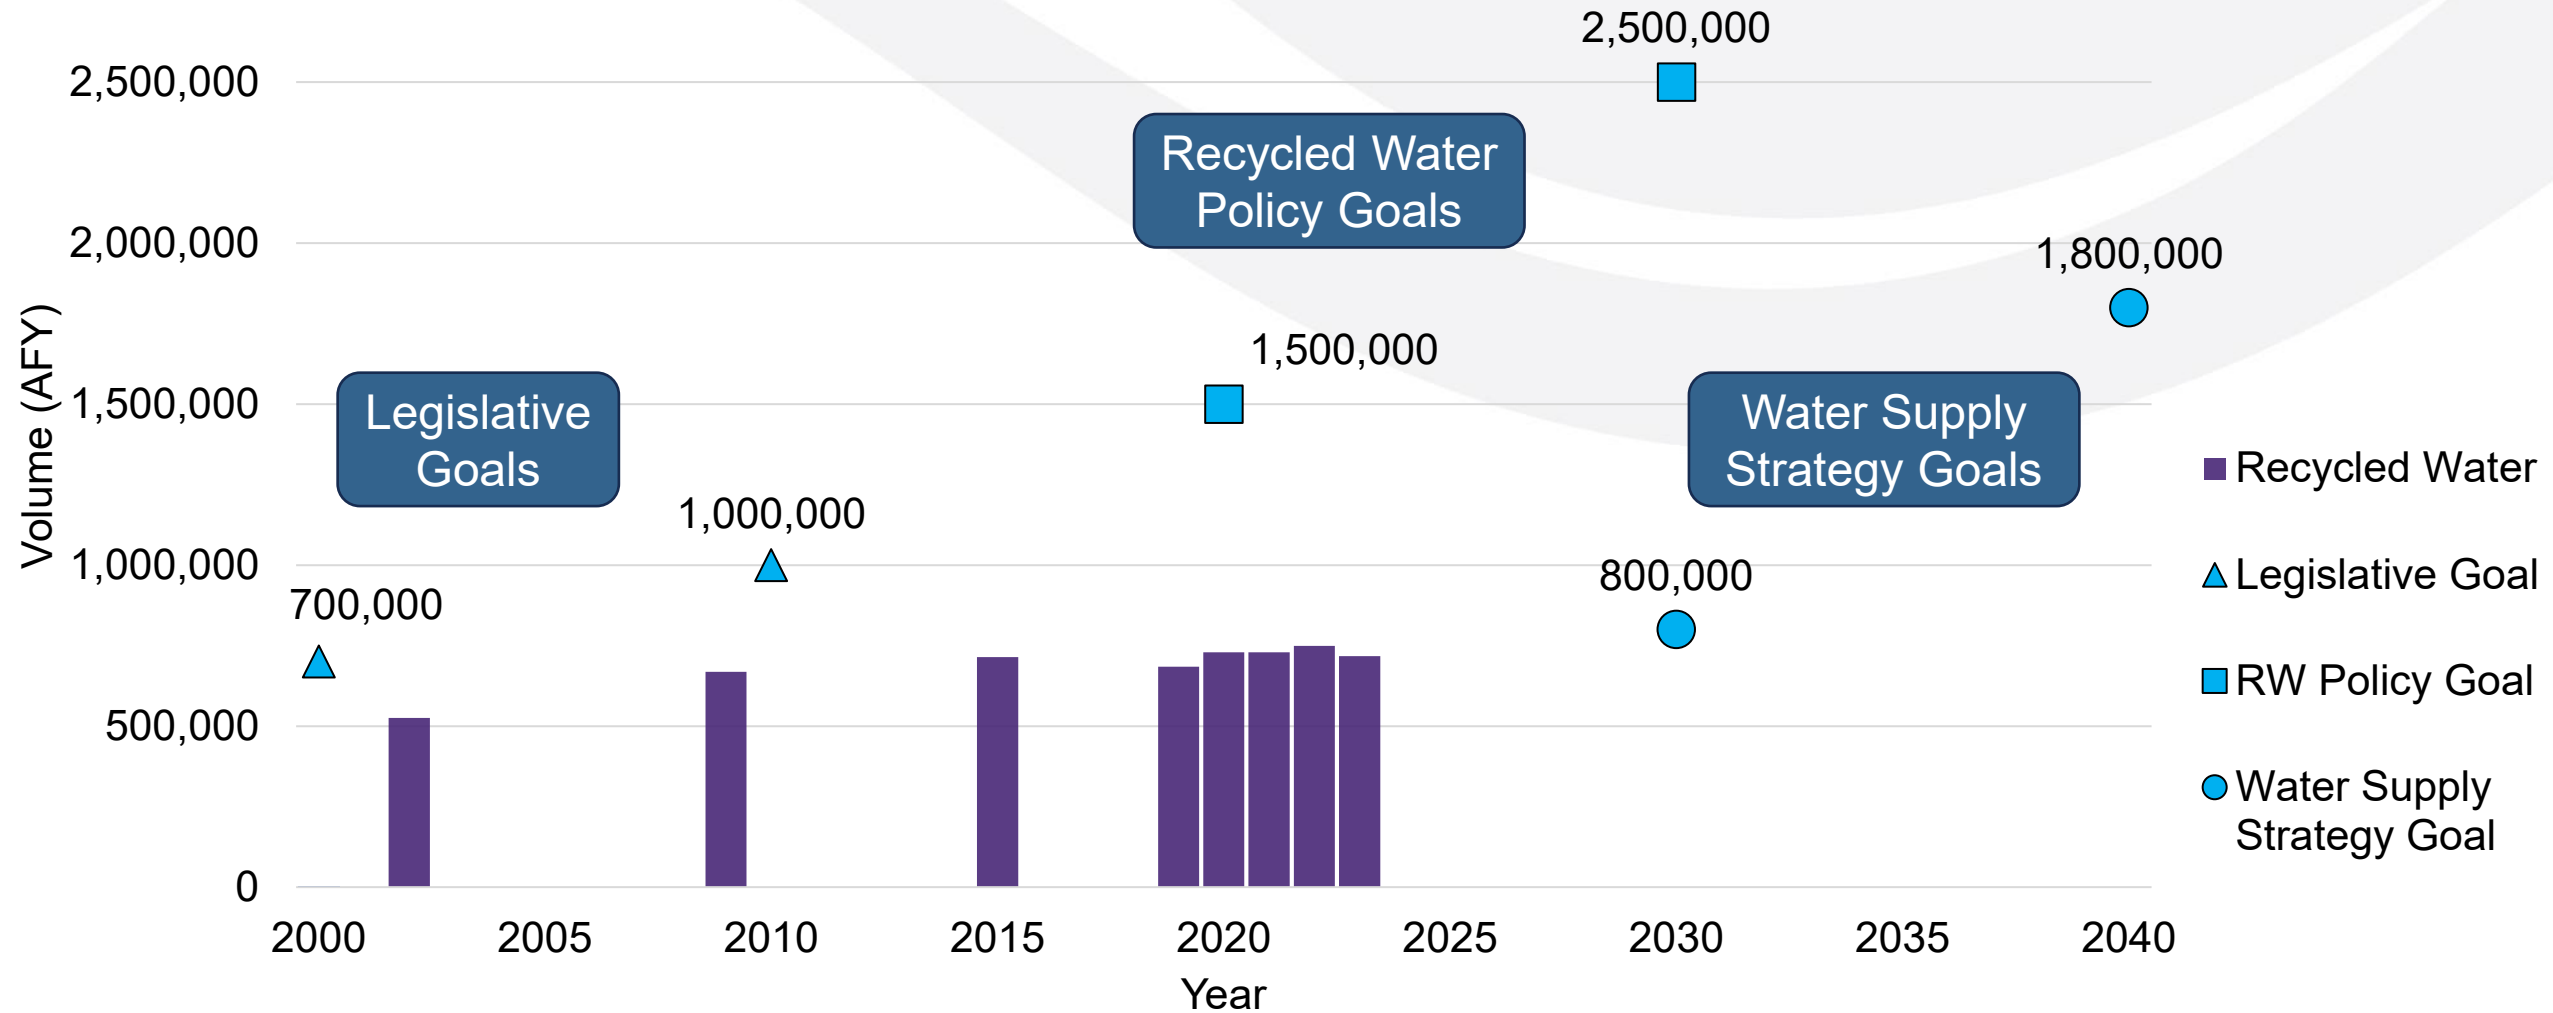 2,500,000
2,500,000
Recycled Water
Policy Goals
2,000,000
1,800,000
Volume (AFY)
1,500,000
1,500,000
Legislative
Goals
Water Supply
Strategy Goals
1,000,000
1,000,000
800,000
700,000
500,000
0
2000 2005 2010 2015 2020 2025 2030 2035 2040
Year
Recycled Water
Legislative Goal
RW Policy Goal
Water Supply
Strategy Goal